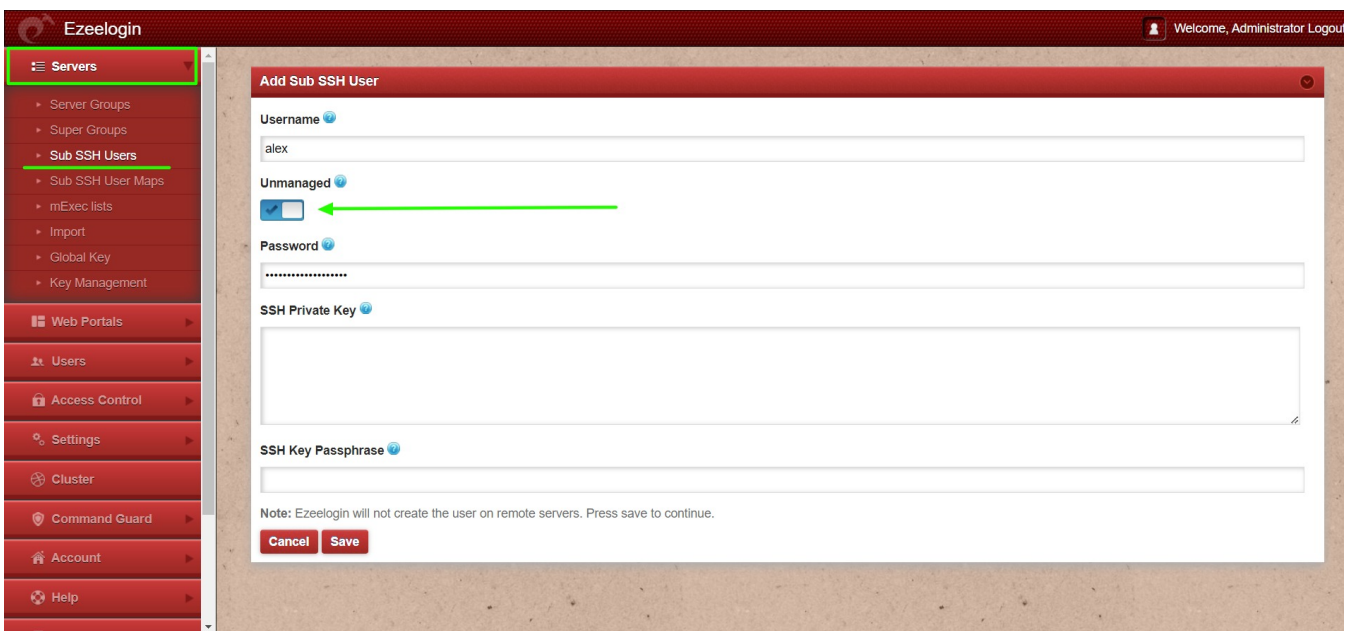 Ezeelogin
Welcome, Administrator Logout
Servers
Server Groups
Super Groups
Sub SSH Users
Sub SSH User Maps
mExec lists
Import
Global Key
Key Management
Web Portals
Users
Access Control
Settings
Cluster
Command Guard
Account
Help
Add Sub SSH User
Username
alex
Unmanaged
Password
•••••••••••••••••••
SSH Private Key
SSH Key Passphrase
Note: Ezeelogin will not create the user on remote servers. Press save to continue.
Cancel Save